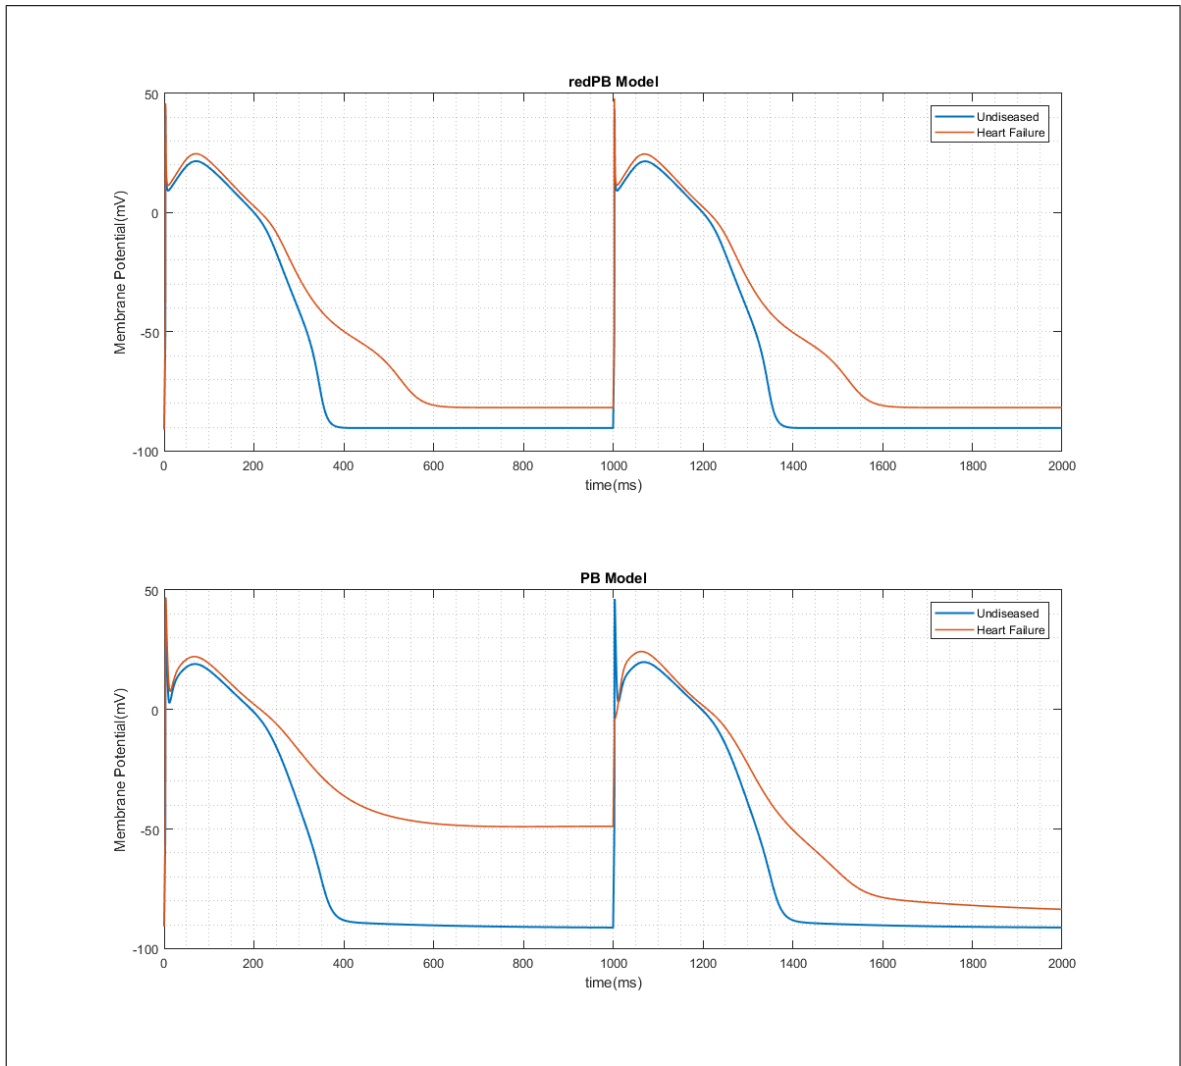 redPB Model
50
0
-50
-100
Membrane Potential(mV)
Undiseased
Heart Failure
0 200 400 600 800 1000 1200 1400 1600 1800 2000
time(ms)
PB Model
50
0
-50
-100
Membrane Potential(mV)
Undiseased
Heart Failure
0 200 400 600 800 1000 1200 1400 1600 1800 2000
time(ms)